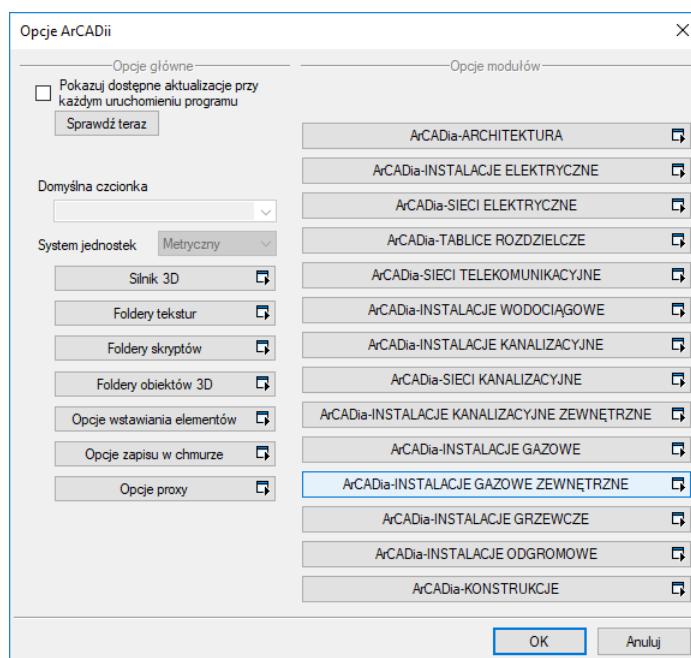 Opcje ArCADii
Opcje główne
Pokazuj dostępne aktualizacje przy
każdym uruchomieniu programu
Sprawdź teraz
Domyślna czcionka
System jednostek
Metryczny
Silnik 3D
Foldery tekstur
Foldery skryptów
Foldery obiektów 3D
Opcje wstawiania elementów
Opcje zapisu w chmurze
Opcje proxy
Opcje modułów
ArCADia-ARCHITEKTURA
ArCADia-INSTALACJE ELEKTRYCZNE
ArCADia-SIECI ELEKTRYCZNE
ArCADia-TABLICE ROZDZIELCZE
ArCADia-SIECI TELEKOMUNIKACYJNE
ArCADia-INSTALACJE WODOCIĄGOWE
ArCADia-INSTALACJE KANALIZACYJNE
ArCADia-SIECI KANALIZACYJNE
ArCADia-INSTALACJE KANALIZACYJNE ZEWNĘTRZNE
ArCADia-INSTALACJE GAZOWE
ArCADia-INSTALACJE GAZOWE ZEWNĘTRZNE
ArCADia-INSTALACJE GRZEWCZE
ArCADia-INSTALACJE ODGROMOWE
ArCADia-KONSTRUKCJE
OK
Anuluj